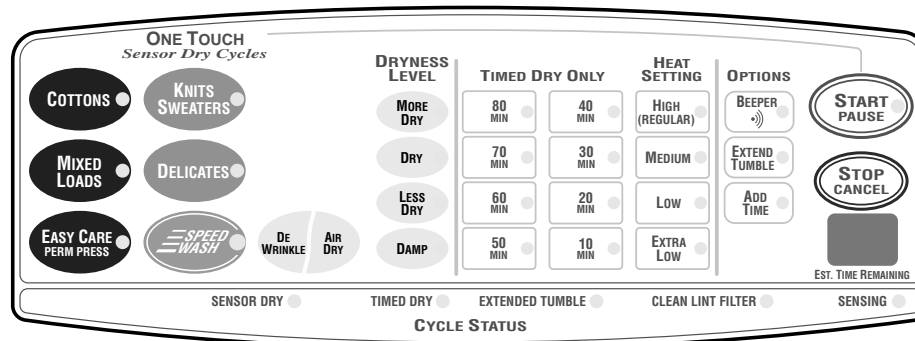 ONE TOUCH
Sensor Dry Cycles
COTTONS
KNITS
SWEATERS
MIXED
LOADS
DELICATES
EASY CARE
PERM PRESS
SPEED
WASH
DE
WRINKLE
AIR
DRY
DRYNESS
LEVEL
MORE
DRY
DRY
LESS
DRY
DAMP
TIMED DRY ONLY
80
MIN
40
MIN
70
MIN
30
MIN
60
MIN
20
MIN
50
MIN
10
MIN
HEAT
SETTING
HIGH
(REGULAR)
MEDIUM
LOW
EXTRA
LOW
OPTIONS
BEEPER
EXTEND
TUMBLE
ADD
TIME
START
PAUSE
STOP
CANCEL
EST. TIME REMAINING
SENSOR DRY
TIMED DRY
EXTENDED TUMBLE
CLEAN LINT FILTER
SENSING
CYCLE STATUS